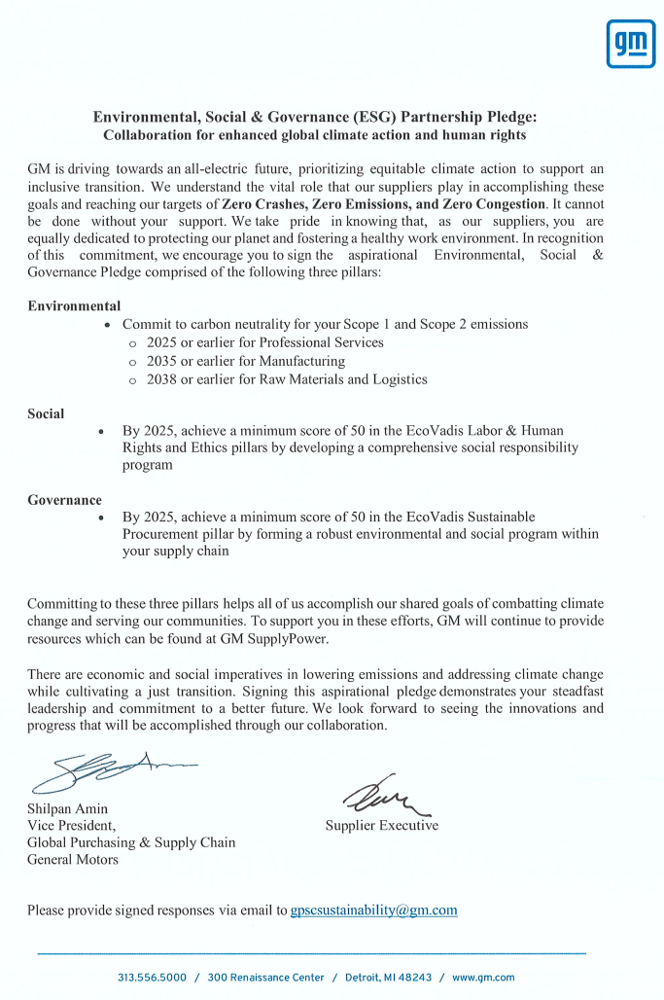 gm
Environmental, Social & Governance (ESG) Partnership Pledge:
Collaboration for enhanced global climate action and human rights
GM is driving towards an all-electric future, prioritizing equitable climate action to support an
inclusive transition. We understand the vital role that our suppliers play in accomplishing these
goals and reaching our targets of Zero Crashes, Zero Emissions, and Zero Congestion. It cannot
be done without your support. We take pride in knowing that, as our suppliers, you are
equally dedicated to protecting our planet and fostering a healthy work environment. In recognition
of this commitment, we encourage you to sign the aspirational Environmental, Social &
Governance Pledge comprised of the following three pillars:
Environmental
• Commit to carbon neutrality for your Scope 1 and Scope 2 emissions
o 2025 or earlier for Professional Services
o 2035 or earlier for Manufacturing
o 2038 or earlier for Raw Materials and Logistics
Social
• By 2025, achieve a minimum score of 50 in the EcoVadis Labor & Human
Rights and Ethics pillars by developing a comprehensive social responsibility
program
Governance
• By 2025, achieve a minimum score of 50 in the EcoVadis Sustainable
Procurement pillar by forming a robust environmental and social program within
your supply chain
Committing to these three pillars helps all of us accomplish our shared goals of combatting climate
change and serving our communities. To support you in these efforts, GM will continue to provide
resources which can be found at GM SupplyPower.
There are economic and social imperatives in lowering emissions and addressing climate change
while cultivating a just transition. Signing this aspirational pledge demonstrates your steadfast
leadership and commitment to a better future. We look forward to seeing the innovations and
progress that will be accomplished through our collaboration.
Shilpan Amin
Vice President,
Global Purchasing & Supply Chain
General Motors
Supplier Executive
Please provide signed responses via email to gpscsustainability@gm.com
313.556.5000 / 300 Renaissance Center / Detroit, MI 48243 / www.gm.com